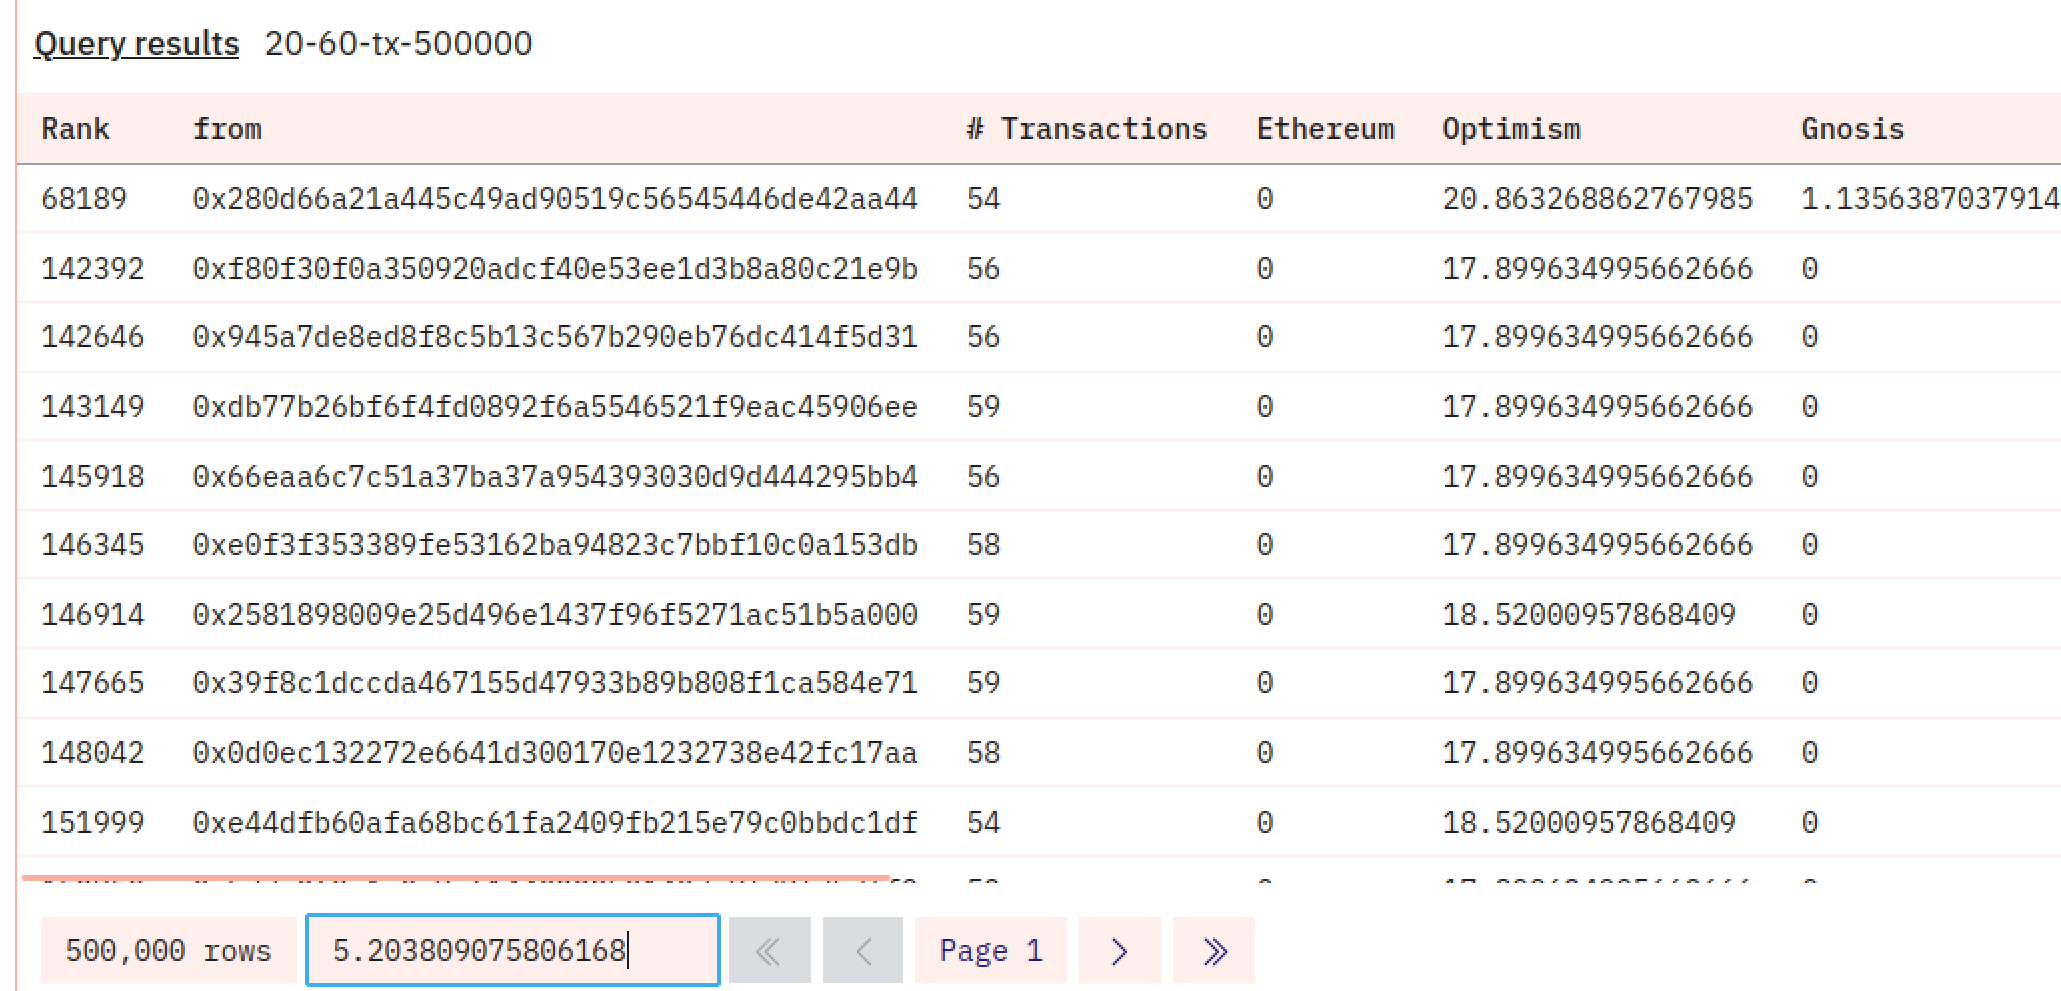 Query results 20-60-tx-500000
Rank from # Transactions Ethereum Optimism Gnosis
68189 0x280d66a21a445c49ad90519c56545446de42aa44 54 0 20.863268862767985 1.1356387037914
142392 0xf80f30f0a350920adcf40e53ee1d3b8a80c21e9b 56 0 17.899634995662666 0
142646 0x945a7de8ed8f8c5b13c567b290eb76dc414f5d31 56 0 17.899634995662666 0
143149 0xdb77b26bf6f4fd0892f6a5546521f9eac45906ee 59 0 17.899634995662666 0
145918 0x66eaa6c7c51a37ba37a954393030d9d444295bb4 56 0 17.899634995662666 0
146345 0xe0f3f353389fe53162ba94823c7bbf10c0a153db 58 0 17.899634995662666 0
146914 0x2581898009e25d496e1437f96f5271ac51b5a000 59 0 18.52000957868409 0
147665 0x39f8c1dccda467155d47933b89b808f1ca584e71 59 0 17.899634995662666 0
148042 0x0d0ec132272e6641d300170e1232738e42fc17aa 58 0 17.899634995662666 0
151999 0xe44dfb60afa68bc61fa2409fb215e79c0bbdc1df 54 0 18.52000957868409 0
500,000 rows 5.203809075806168 « < Page 1 > »